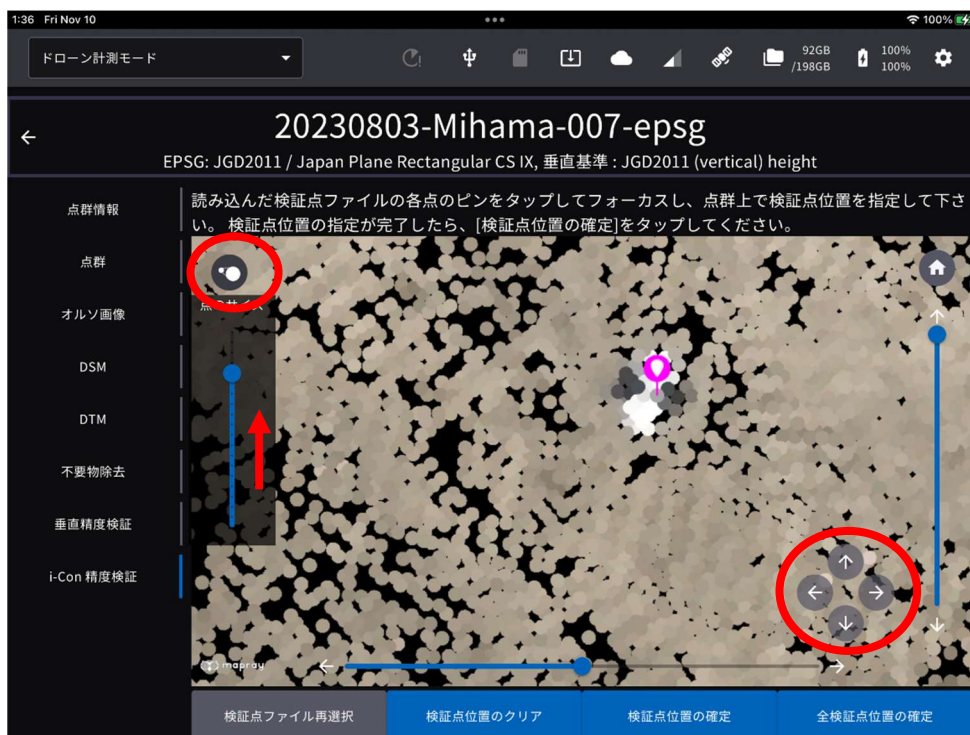 1:36 Fri Nov 10
100%
ドローン計測モード
92GB
/198GB
100%
100%
20230803-Mihama-007-epsg
EPSG: JGD2011 / Japan Plane Rectangular CS IX, 垂直基準 : JGD2011 (vertical) height
点群情報
点群
オルソ画像
DSM
DTM
不要物除去
垂直精度検証
i-Con 精度検証
読み込んだ検証点ファイルの各点のピンをタップしてフォーカスし、点群上で検証点位置を指定して下さ
い。 検証点位置の指定が完了したら、[検証点位置の確定]をタップしてください。
点のサイズ
mapray
検証点ファイル再選択
検証点位置のクリア
検証点位置の確定
全検証点位置の確定